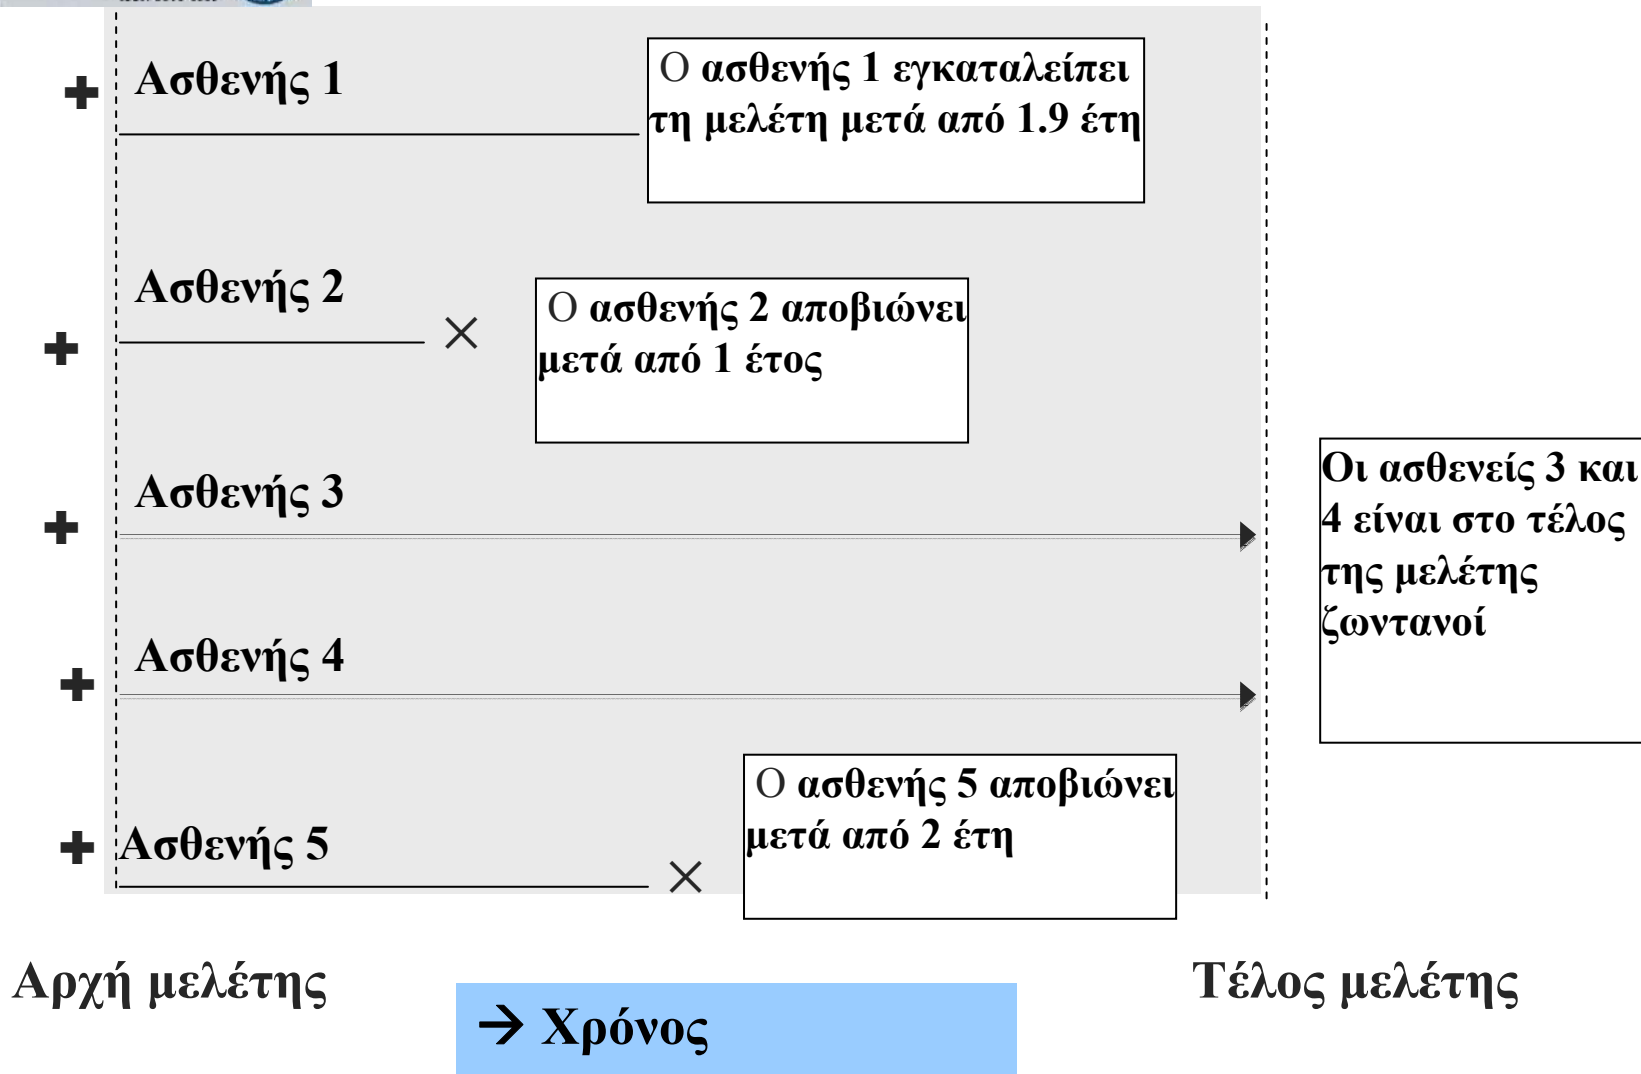 Ασθενής 1
Ο ασθενής 1 εγκαταλείπει
τη μελέτη μετά από 1.9 έτη
Ασθενής 2
Ο ασθενής 2 αποβιώνει
μετά από 1 έτος
Ασθενής 3
Οι ασθενείς 3 και
4 είναι στο τέλος
της μελέτης
ζωντανοί
Ασθενής 4
Ο ασθενής 5 αποβιώνει
μετά από 2 έτη
Ασθενής 5
Αρχή μελέτης
Τέλος μελέτης
→ Χρόνος